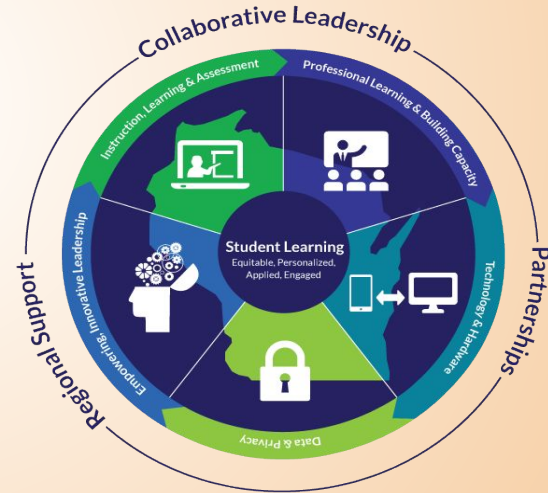 Collaborative Leadership
Instruction, Learning & Assessment
Professional Learning & Building Capacity
Student Learning
Equitable, Personalized,
Applied, Engaged
Technology & Hardware
Partnerships
Data & Privacy
Empowering, Innovative Leadership
Regional Support